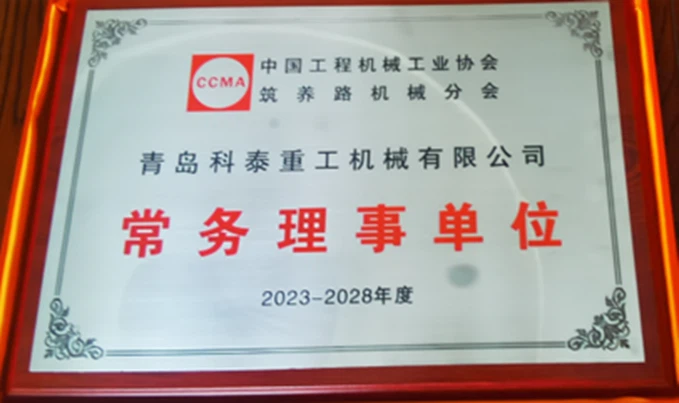 CCMA
中国工程机械工业协会
筑养路机械分会
青岛科泰重工机械有限公司
常务理事单位
2023-2028年度